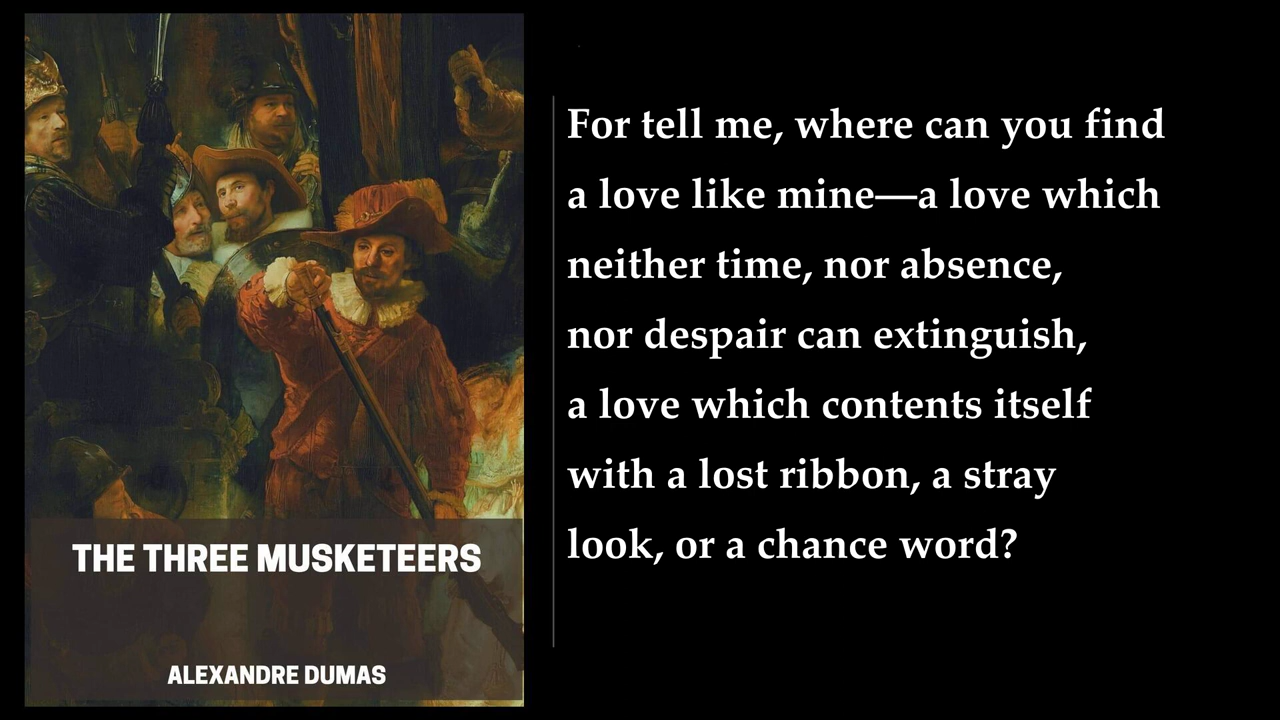 THE THREE MUSKETEERS
ALEXANDRE DUMAS
For tell me, where can you find
a love like mine—a love which
neither time, nor absence,
nor despair can extinguish,
a love which contents itself
with a lost ribbon, a stray
look, or a chance word?